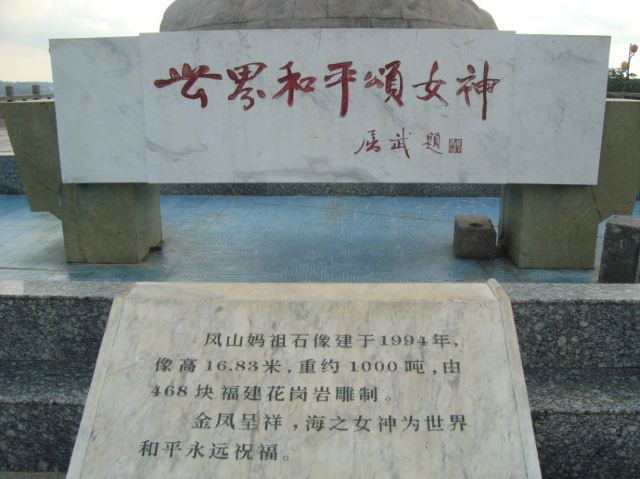 世界和平颂女神
屠武题
凤山妈祖石像建于1994年,
像高16.83米,重约1000吨,由
468块福建花岗岩雕制。
金凤呈祥,海之女神为世界
和平永远祝福。